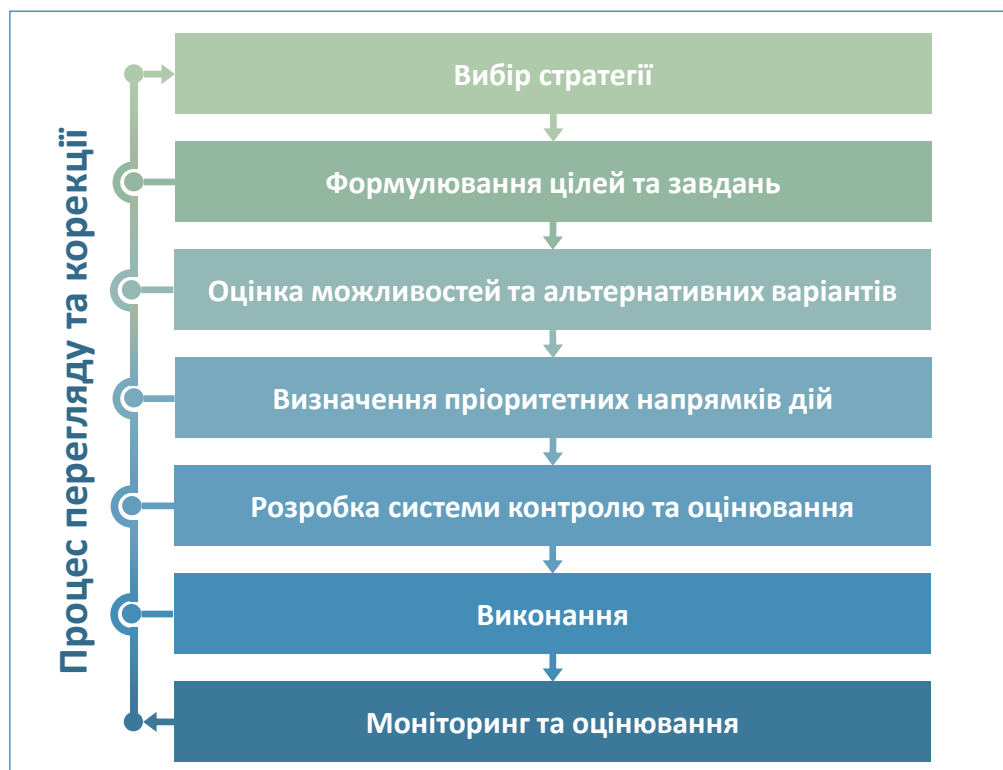 Процес перегляду та корекції
Вибір стратегії
Формулювання цілей та завдань
Оцінка можливостей та альтернативних варіантів
Визначення пріоритетних напрямків дій
Розробка системи контролю та оцінювання
Виконання
Моніторинг та оцінювання